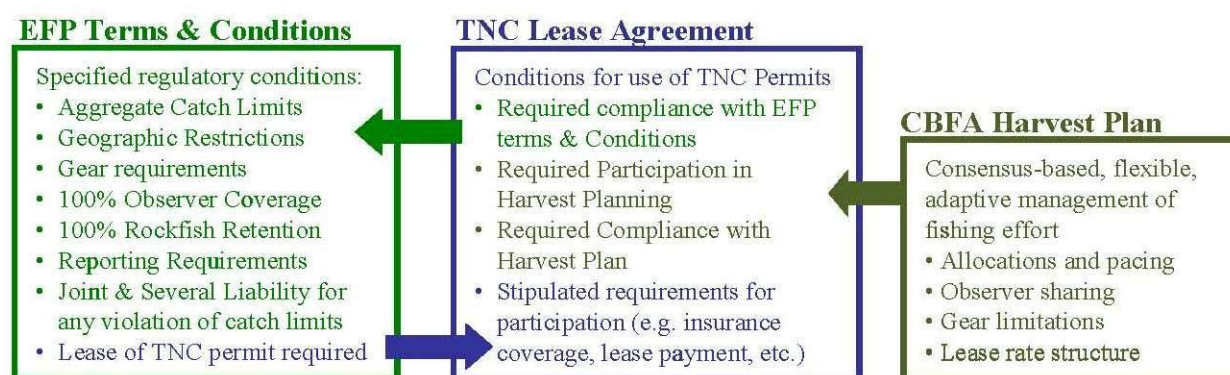 EFP Terms & Conditions
Specified regulatory conditions:
• Aggregate Catch Limits
• Geographic Restrictions
• Gear requirements
• 100% Observer Coverage
• 100% Rockfish Retention
• Reporting Requirements
• Joint & Several Liability for
any violation of catch limits
• Lease of TNC permit required
TNC Lease Agreement
Conditions for use of TNC Permits
• Required compliance with EFP
terms & Conditions
• Required Participation in
Harvest Planning
• Required Compliance with
Harvest Plan
• Stipulated requirements for
participation (e.g. insurance
coverage, lease payment, etc.)
CBFA Harvest Plan
Consensus-based, flexible,
adaptive management of
fishing effort
• Allocations and pacing
• Observer sharing
• Gear limitations
• Lease rate structure